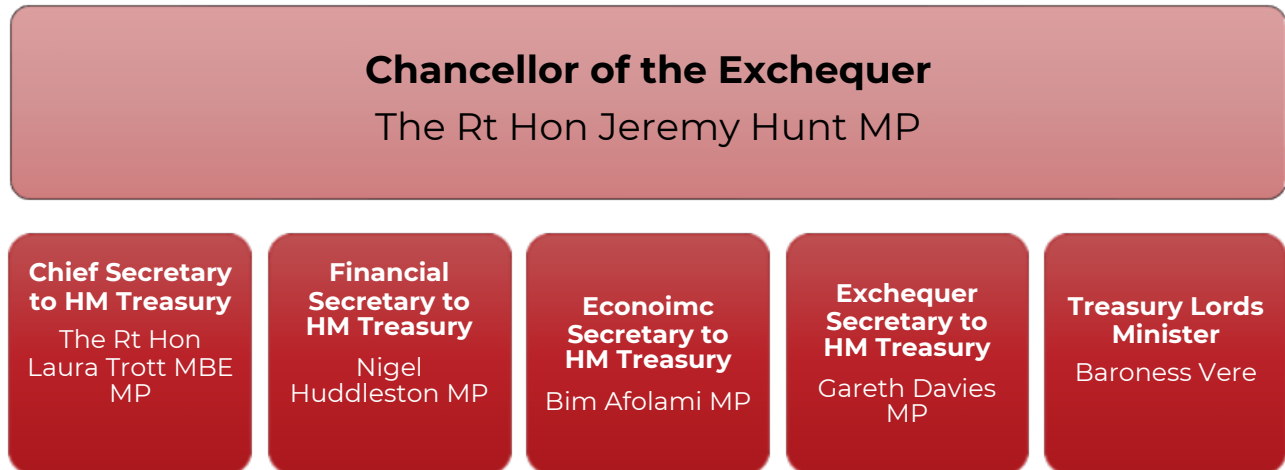 Chancellor of the Exchequer
The Rt Hon Jeremy Hunt MP
Chief Secretary
to HM Treasury
The Rt Hon
Laura Trott MBE
MP
Financial
Secretary to
HM Treasury
Nigel
Huddleston MP
Econoimc
Secretary to
HM Treasury
Bim Afolami MP
Exchequer
Secretary to
HM Treasury
Gareth Davies
MP
Treasury Lords
Minister
Baroness Vere